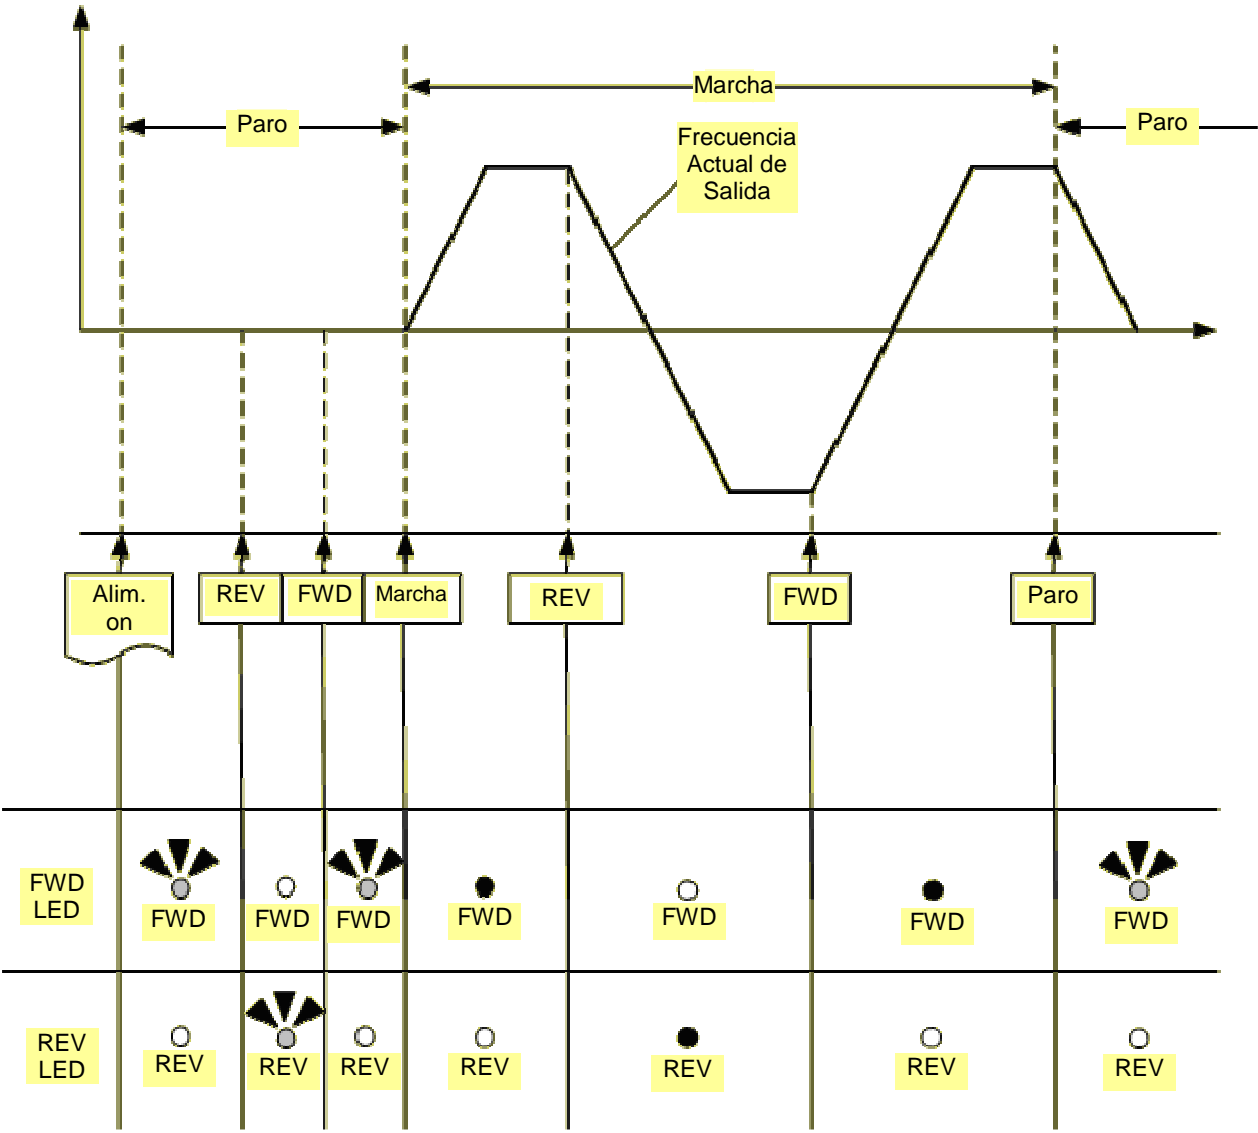 Marcha
Paro
Paro
Frecuencia
Actual de
Salida
Alim.
on
REV
FWD
Marcha
REV
FWD
Paro
FWD
LED
FWD
FWD
FWD
FWD
FWD
FWD
FWD
REV
LED
REV
REV
REV
REV
REV
REV
REV